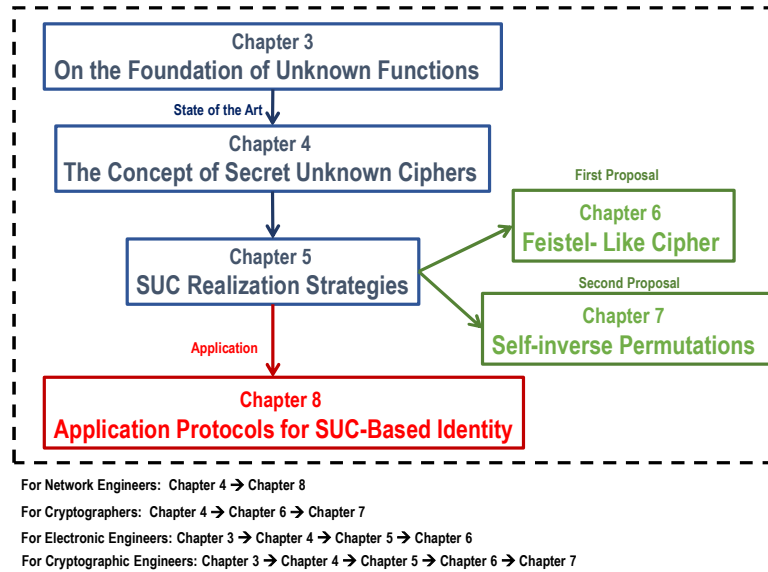 Chapter 3
On the Foundation of Unknown Functions
State of the Art
Chapter 4
The Concept of Secret Unknown Ciphers
First Proposal
Chapter 6
Feistel- Like Cipher
Chapter 5
SUC Realization Strategies
Second Proposal
Chapter 7
Self-inverse Permutations
Application
Chapter 8
Application Protocols for SUC-Based Identity
For Network Engineers: Chapter 4 → Chapter 8
For Cryptographers: Chapter 4 → Chapter 6 → Chapter 7
For Electronic Engineers: Chapter 3 → Chapter 4 → Chapter 5 → Chapter 6
For Cryptographic Engineers: Chapter 3 → Chapter 4 → Chapter 5 → Chapter 6 → Chapter 7